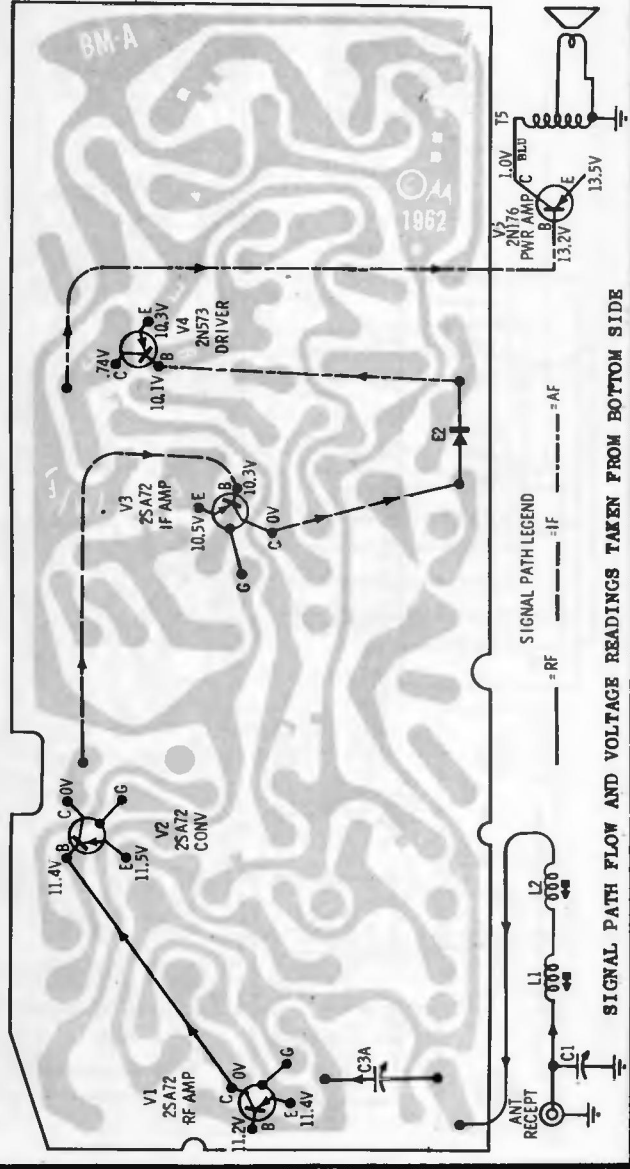 BM-A
1962
V1
2SA72
RF AMP
11.2V
B
C
0V
E
11.4V
G
C3A
V2
2SA72
CONV
11.4V
B
C
0V
E
11.5V
G
V3
2SA72
IF AMP
10.5V
E
B
10.3V
C
0V
G
E2
V4
2N573
DRIVER
.74V
C
E
10.3V
B
10.1V
V5
2N176
PWR AMP
1.0V
C
BLU
B
13.2V
E
13.5V
T5
ANT
RECEPT
C1
L1
L2
SIGNAL PATH LEGEND
=RF
=IF
=AF
SIGNAL PATH FLOW AND VOLTAGE READINGS TAKEN FROM BOTTOM SIDE